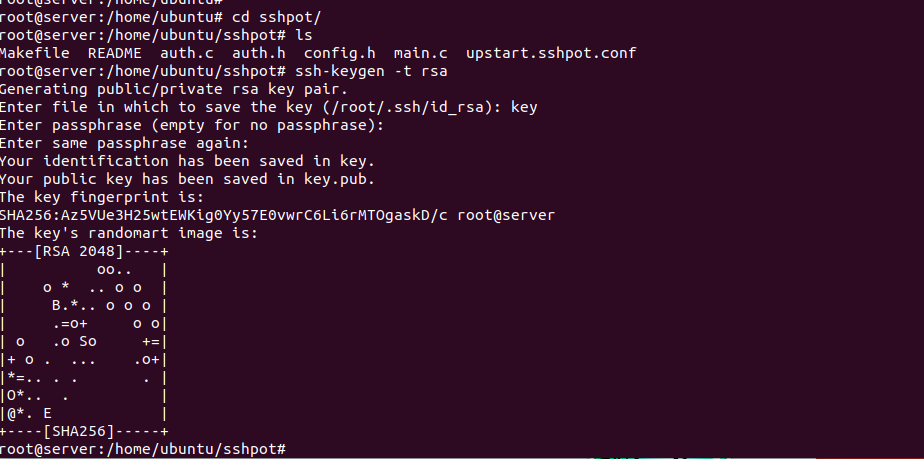 root@server:/home/ubuntu#
root@server:/home/ubuntu# cd sshpot/
root@server:/home/ubuntu/sshpot# ls
Makefile  README  auth.c  auth.h  config.h  main.c  upstart.sshpot.conf
root@server:/home/ubuntu/sshpot# ssh-keygen -t rsa
Generating public/private rsa key pair.
Enter file in which to save the key (/root/.ssh/id_rsa): key
Enter passphrase (empty for no passphrase):
Enter same passphrase again:
Your identification has been saved in key.
Your public key has been saved in key.pub.
The key fingerprint is:
SHA256:Az5VUe3H25wtEWKig0Yy57E0vwrC6Li6rMTOgaskD/c root@server
The key's randomart image is:
+---[RSA 2048]----+
|          oo..   |
|    o *  .. o o  |
|     B.*.. o o o |
|     .=o+     o o|
| o   .o So     +=|
|+ o .  ...    .o+|
|*=.. . .       . |
|O*..  .          |
|@*. E            |
+----[SHA256]-----+
root@server:/home/ubuntu/sshpot#